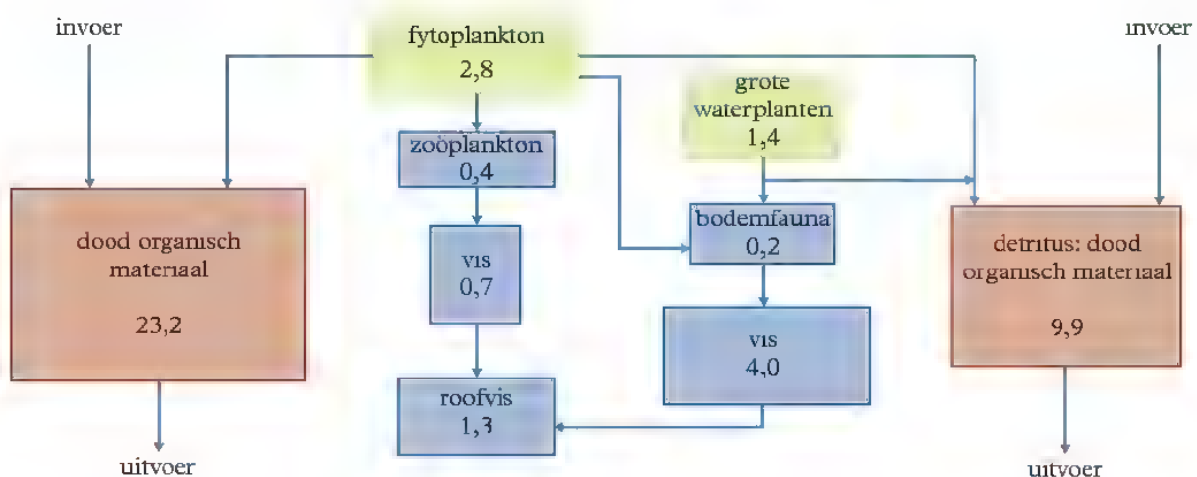 invoer
fytoplankton
2,8
invoer
grote
waterplanten
1,4
zoöplankton
0,4
dood organisch
materiaal
23,2
vis
0,7
bodemfauna
0,2
detritus: dood
organisch materiaal
9,9
vis
4,0
roofvis
1,3
uitvoer
uitvoer